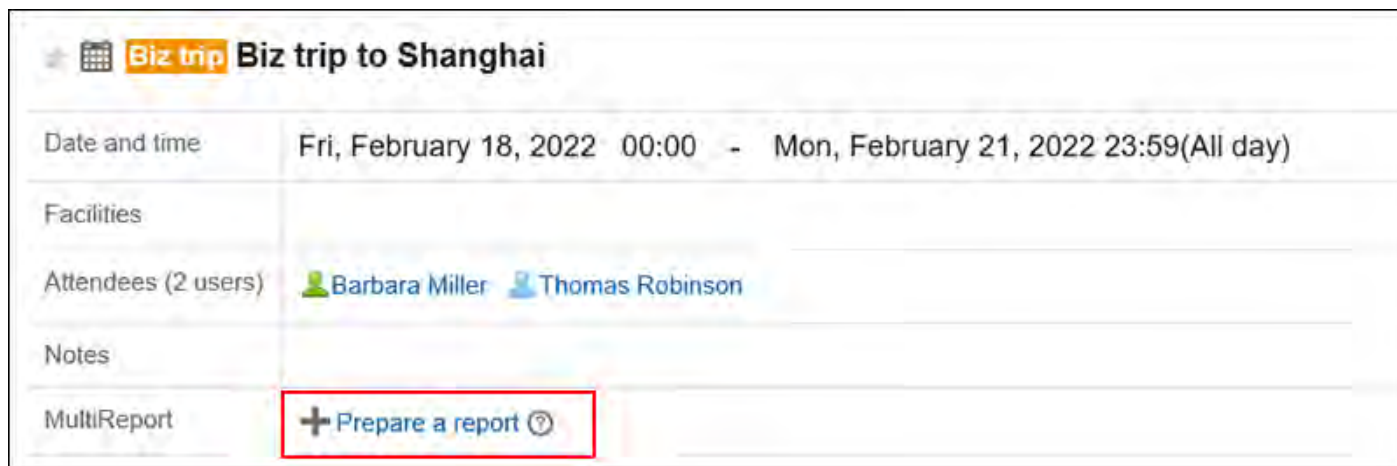 Biz trip Biz trip to Shanghai
Date and time Fri, February 18, 2022 00:00 - Mon, February 21, 2022 23:59(All day)
Facilities
Attendees (2 users) Barbara Miller Thomas Robinson
Notes
MultiReport Prepare a report ?